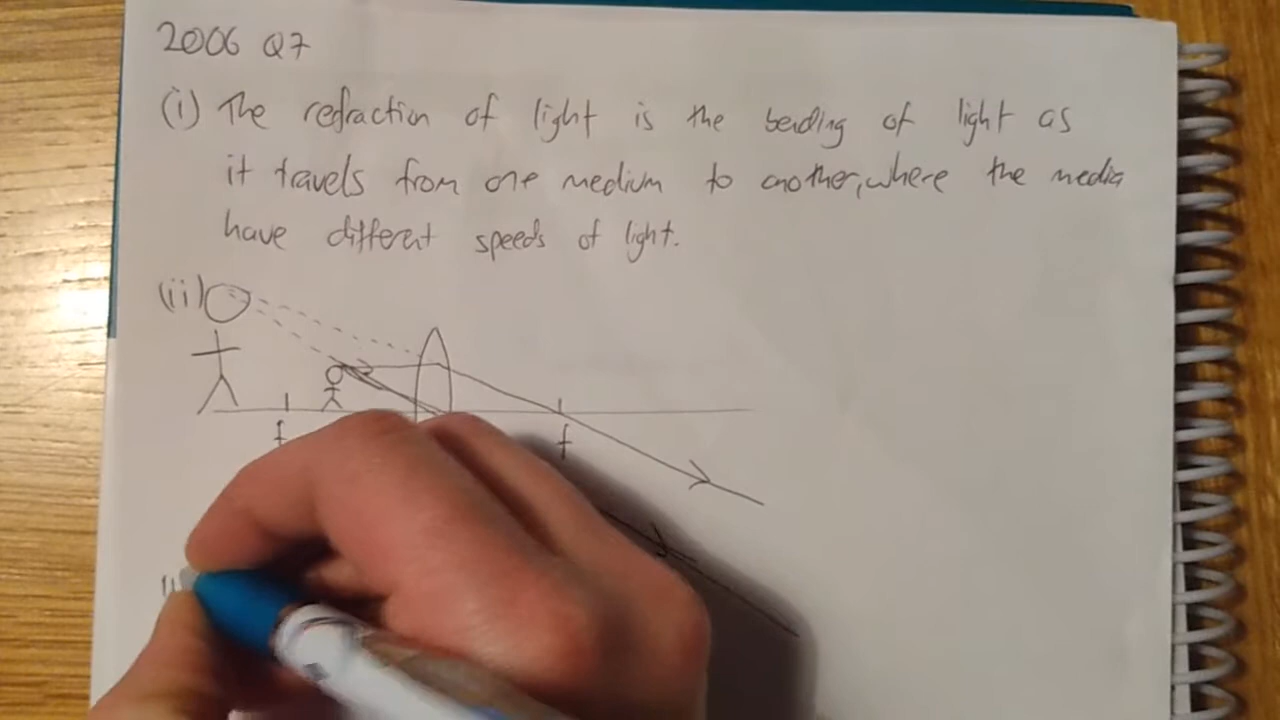 2006 Q7
(i) The refraction of light is the bending of light as
it travels from one medium to another, where the media
have different speeds of light.
(ii)
f f